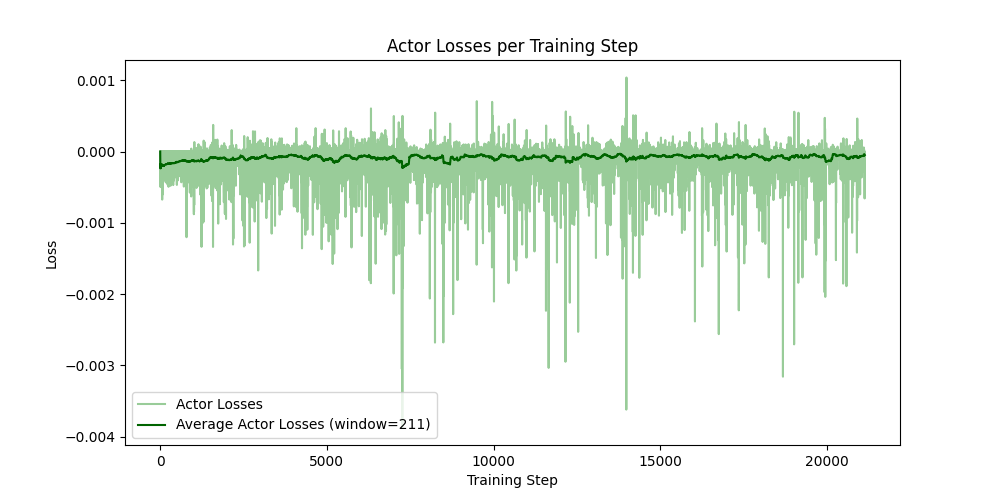 Actor Losses per Training Step
Loss
0.001
0.000
−0.001
−0.002
−0.003
−0.004
Actor Losses
Average Actor Losses (window=211)
0
5000
10000
15000
20000
Training Step